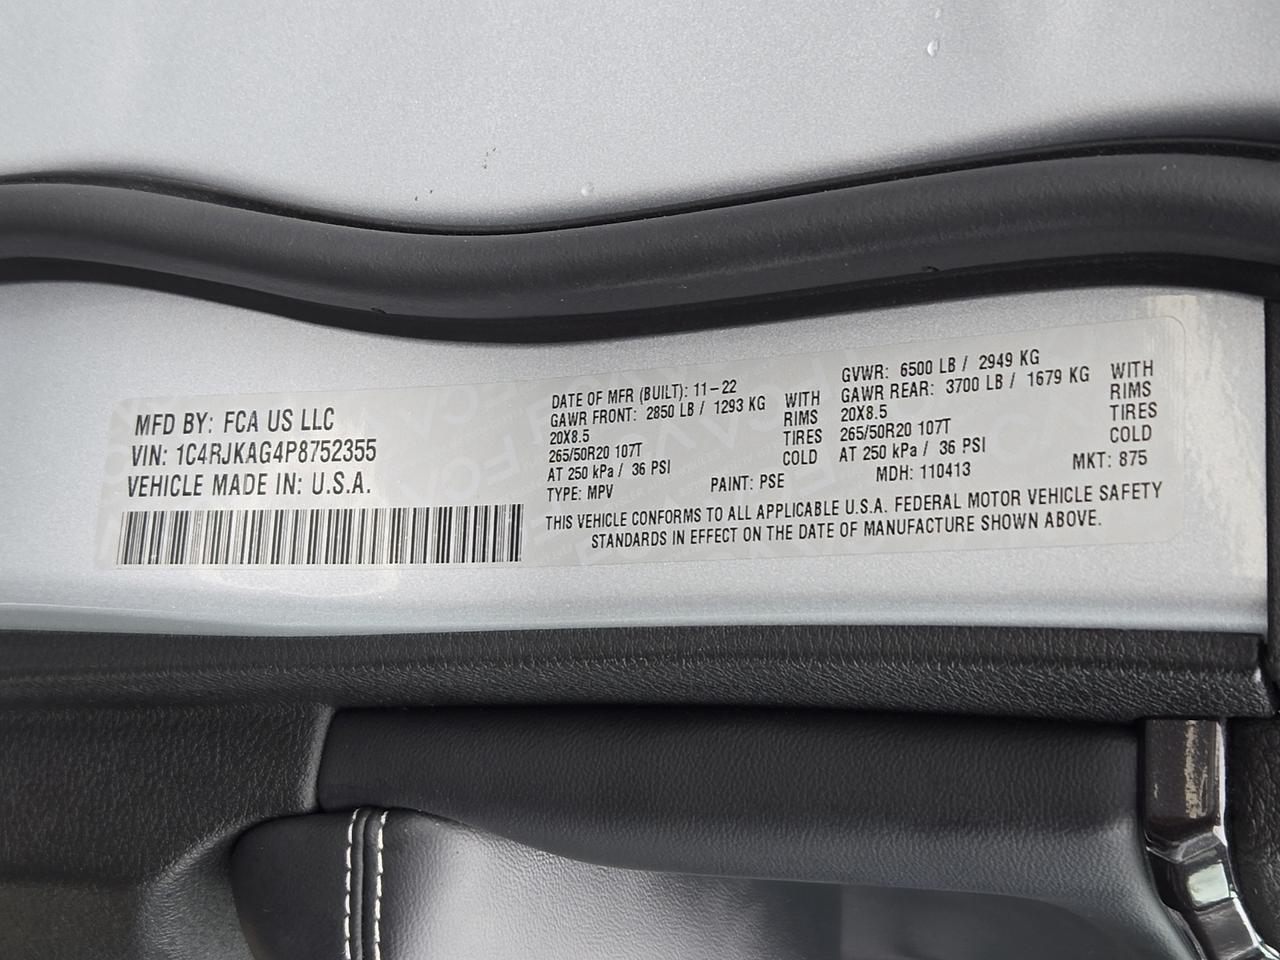 MFD BY: FCA US LLC
VIN: 1C4RJKAG4P8752355
VEHICLE MADE IN: U.S.A.
DATE OF MFR (BUILT): 11-22
GAWR FRONT: 2850 LB / 1293 KG WITH
20X8.5 RIMS
265/50R20 107T TIRES
AT 250 kPa / 36 PSI COLD
TYPE: MPV PAINT: PSE
GVWR: 6500 LB / 2949 KG
GAWR REAR: 3700 LB / 1679 KG WITH
20X8.5 RIMS
265/50R20 107T TIRES
AT 250 kPa / 36 PSI COLD
MDH: 110413 MKT: 875
THIS VEHICLE CONFORMS TO ALL APPLICABLE U.S.A. FEDERAL MOTOR VEHICLE SAFETY
STANDARDS IN EFFECT ON THE DATE OF MANUFACTURE SHOWN ABOVE.